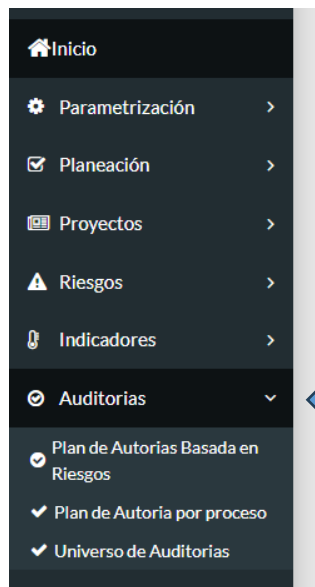 Inicio
Parametrización
Planeación
Proyectos
Riesgos
Indicadores
Auditorias
Plan de Autorias Basada en
Riesgos
Plan de Autoria por proceso
Universo de Auditorias